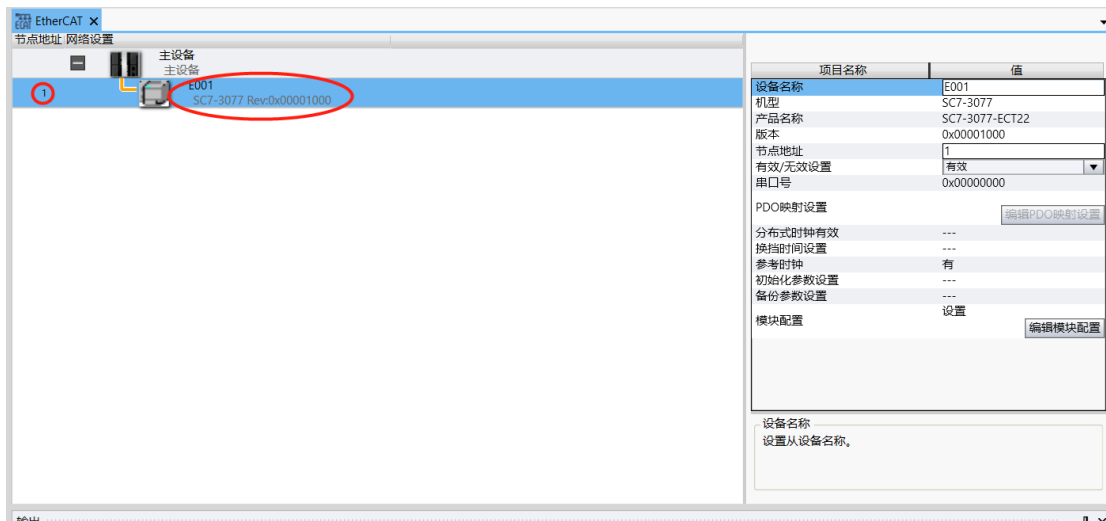 EtherCAT ×
节点地址 网络设置
主设备
主设备
1
E001
SC7-3077 Rev:0x00001000
项目名称 值
设备名称 E001
机型 SC7-3077
产品名称 SC7-3077-ECT22
版本 0x00001000
节点地址 1
有效/无效设置 有效
串口号 0x00000000
PDO映射设置
编辑PDO映射设置
分布式时钟有效 ---
换挡时间设置 ---
参考时钟 有
初始化参数设置 ---
备份参数设置 ---
模块配置 设置
编辑模块配置
设备名称
设置从设备名称。
输出